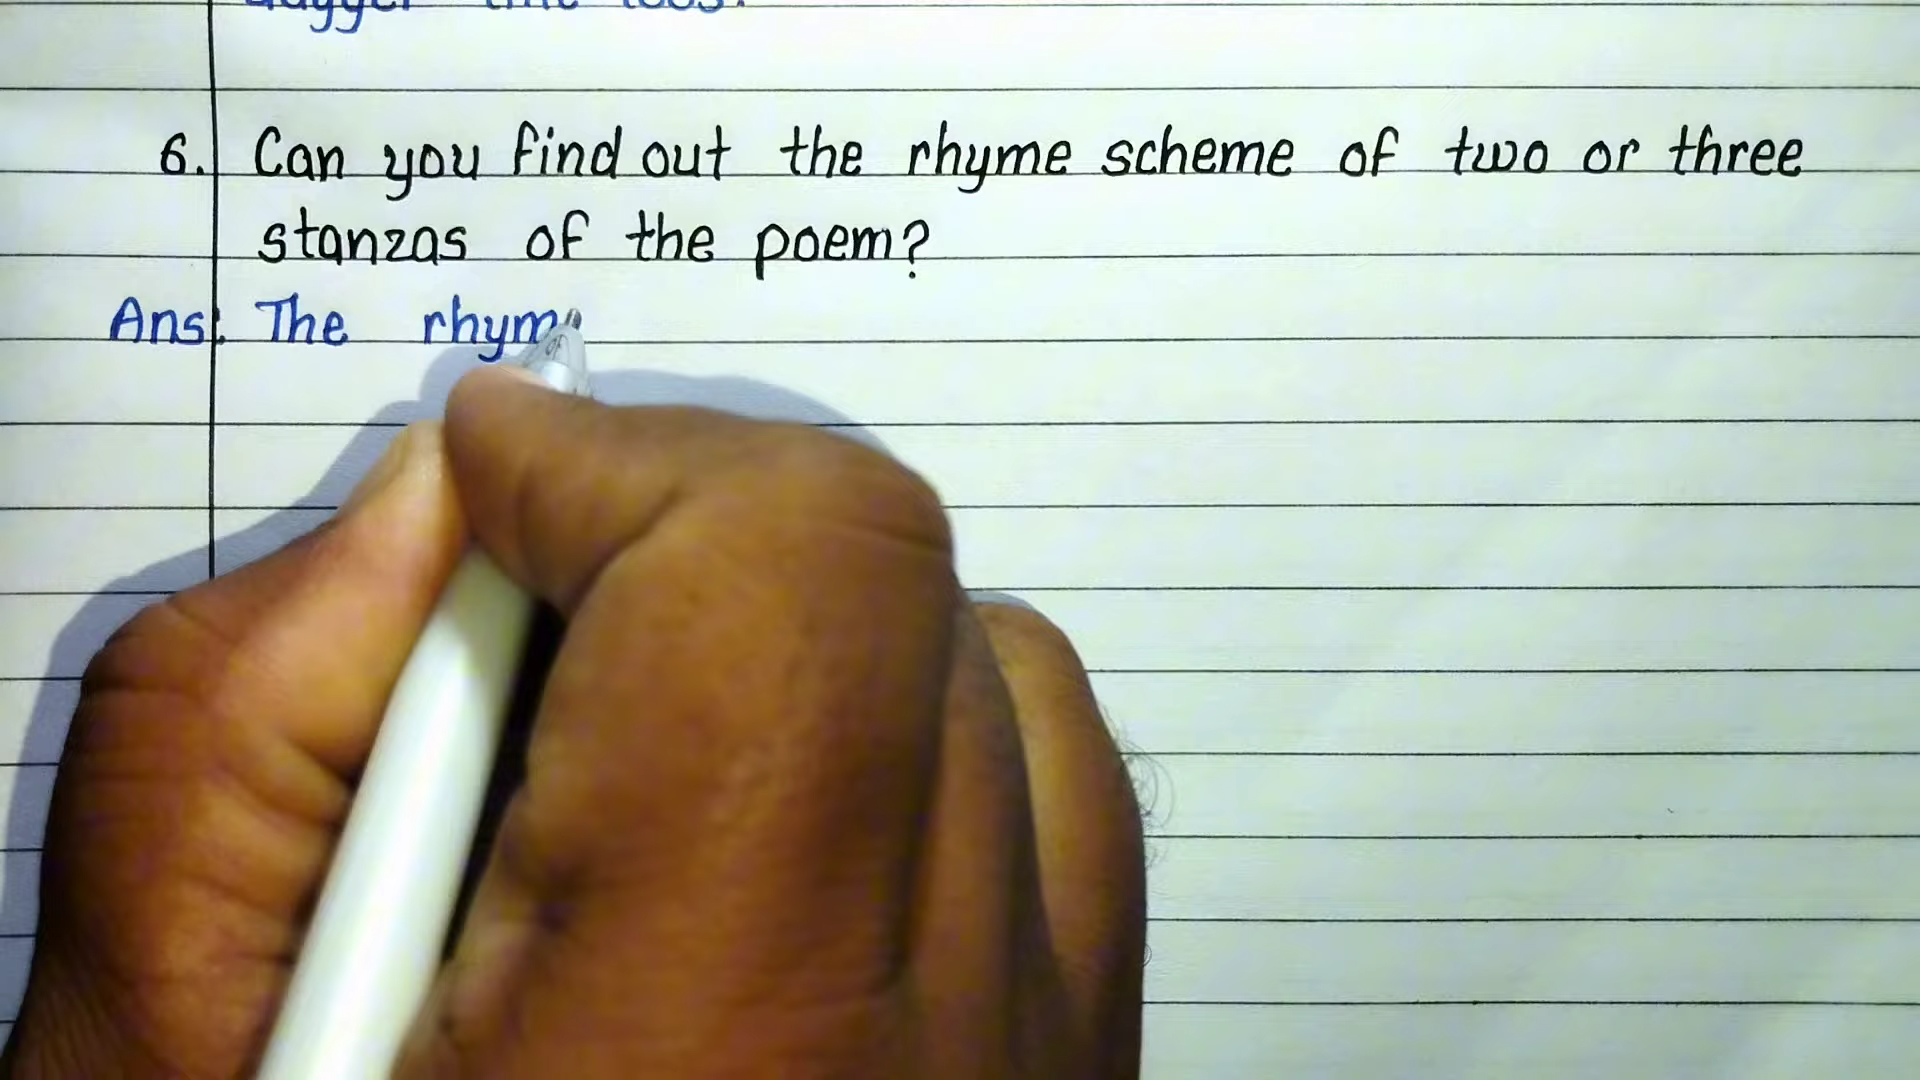 6. Can you find out the rhyme scheme of two or three
stanzas of the poem?
Ans: The rhym